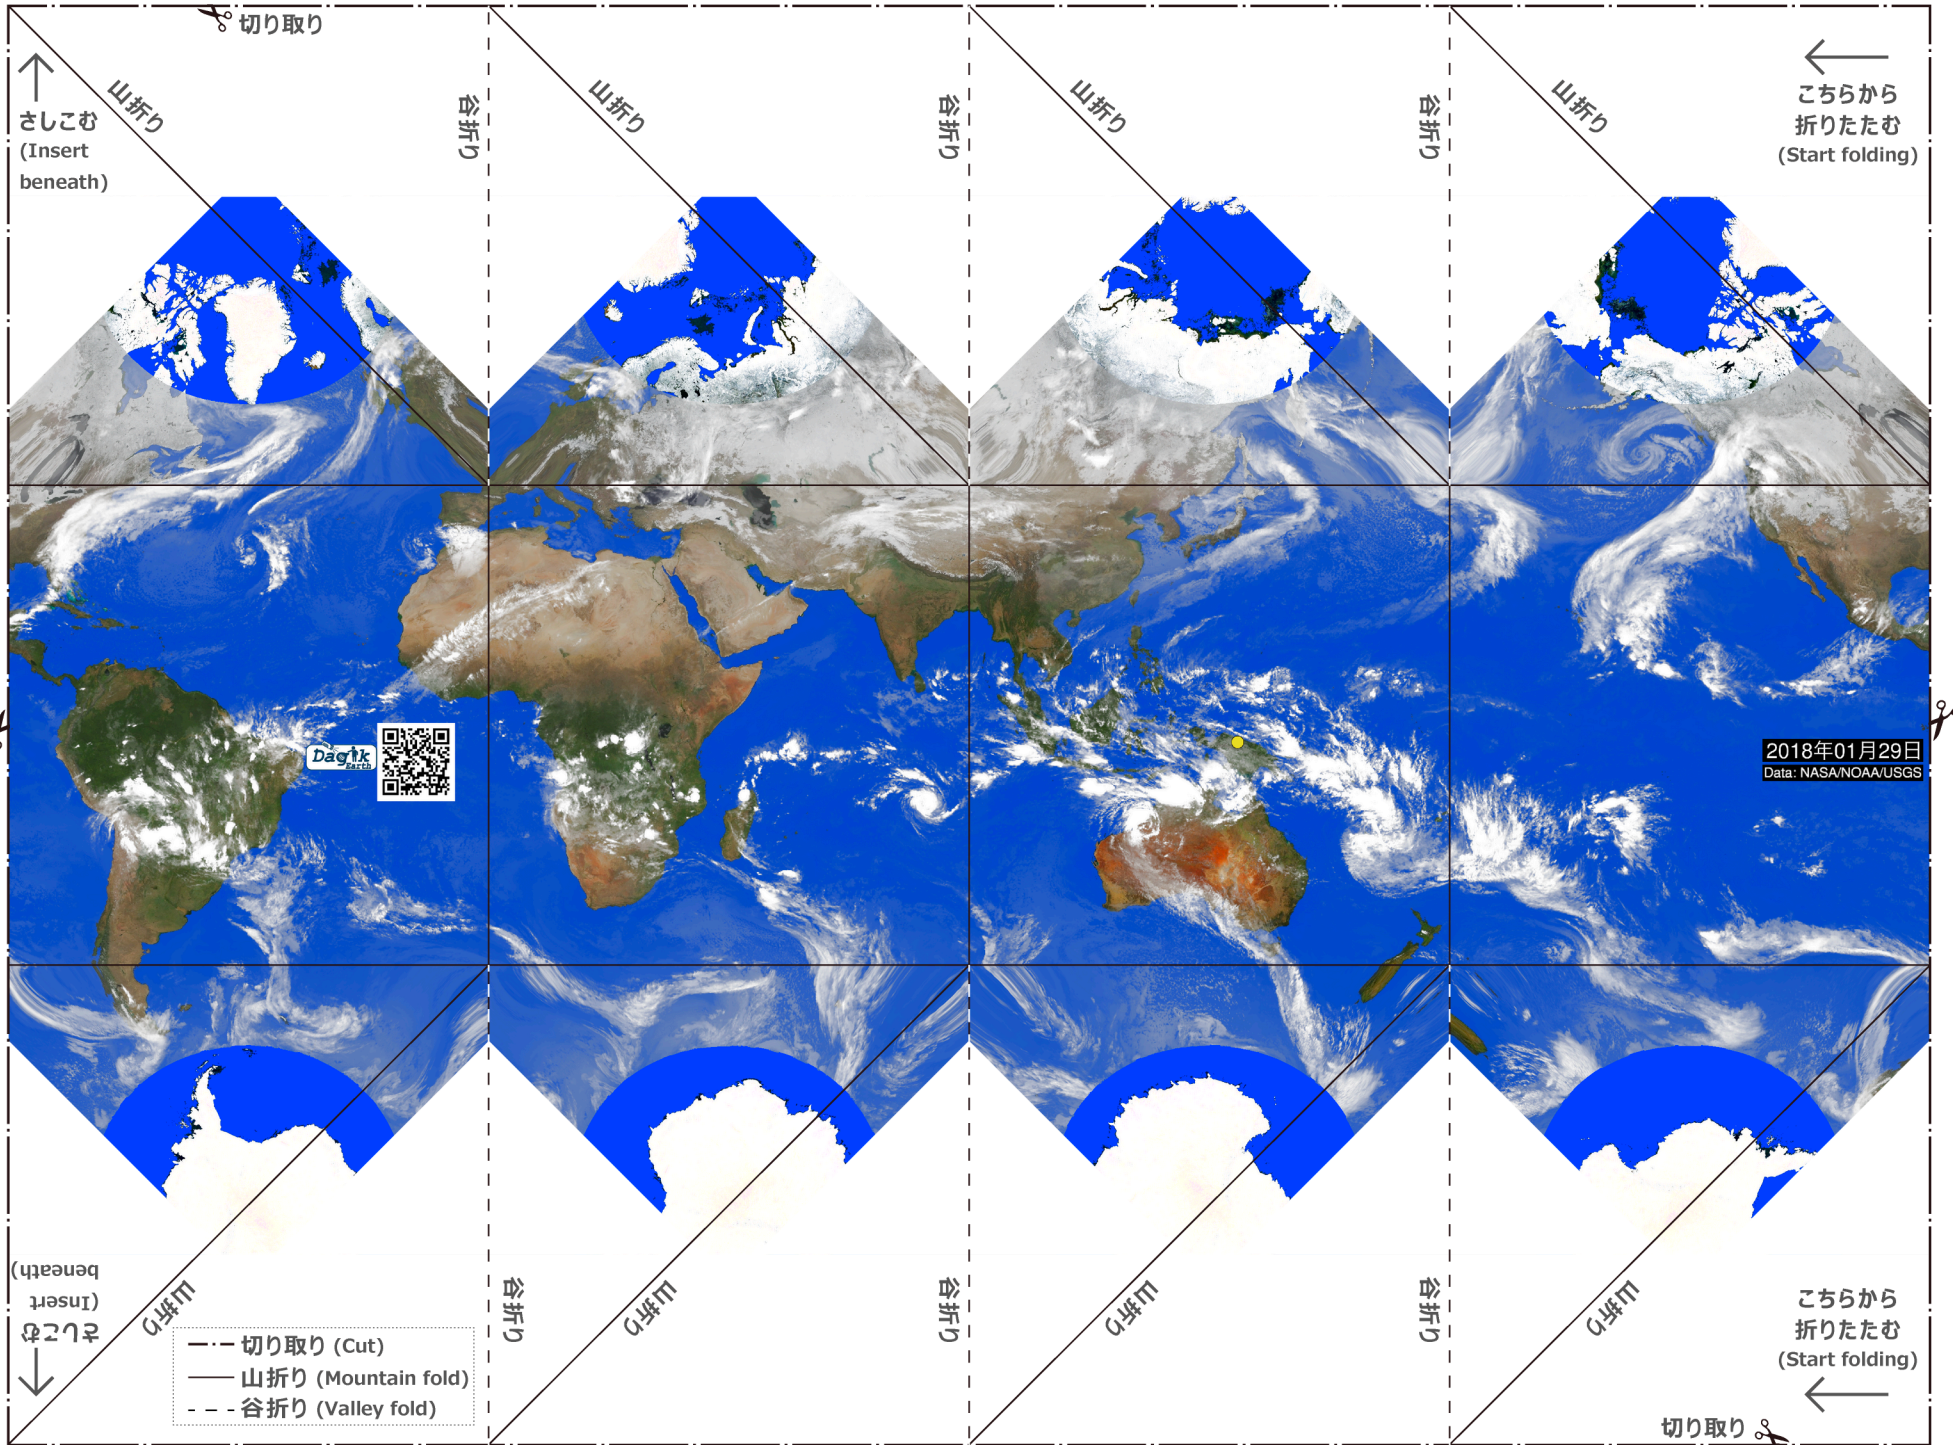 切り取り
さしこむ
(Insert
beneath)
山折り
谷折り
山折り
谷折り
山折り
谷折り
山折り
こちらから
折りたたむ
(Start folding)
Dagik
Earth
2018年01月29日
Data: NASA/NOAA/USGS
さしこむ
(Insert
beneath)
山折り
谷折り
山折り
谷折り
山折り
谷折り
山折り
こちらから
折りたたむ
(Start folding)
切り取り (Cut)
山折り (Mountain fold)
谷折り (Valley fold)
切り取り